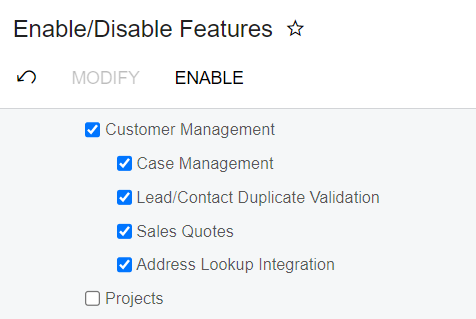 Enable/Disable Features
MODIFY ENABLE
Customer Management
Case Management
Lead/Contact Duplicate Validation
Sales Quotes
Address Lookup Integration
Projects